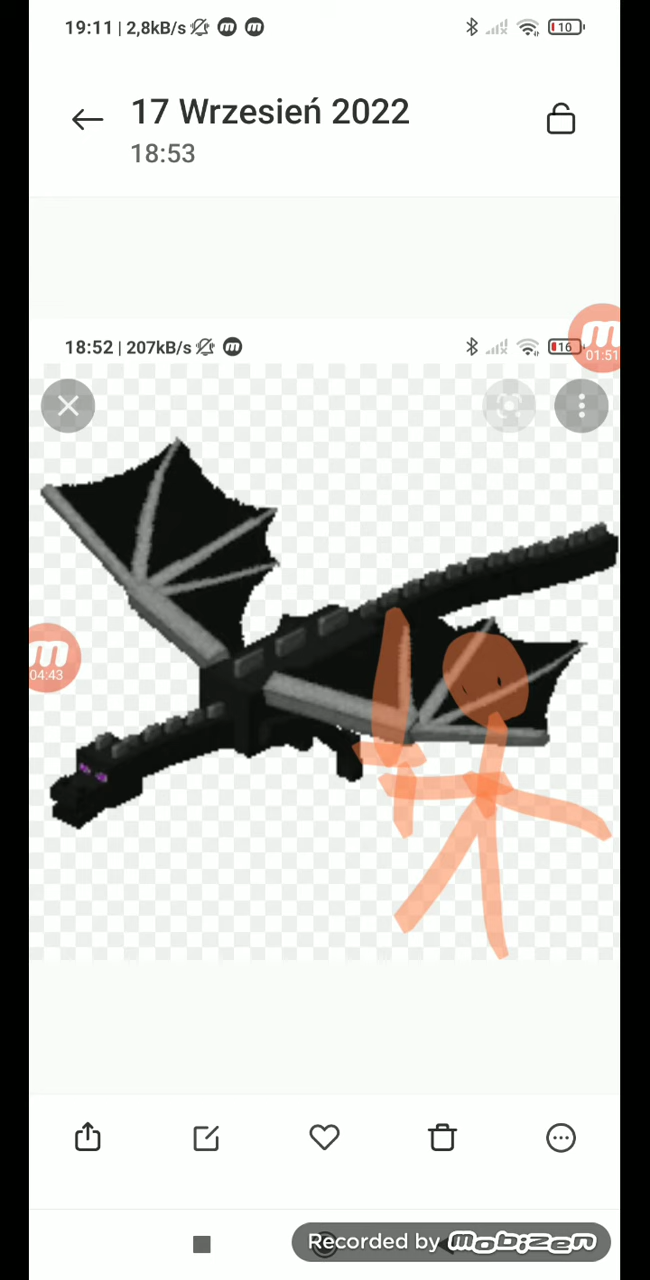 19:11 | 2,8kB/s
10
17 Wrzesień 2022
18:53
18:52 | 207kB/s
16
01:51
04:43
Recorded by mobizen